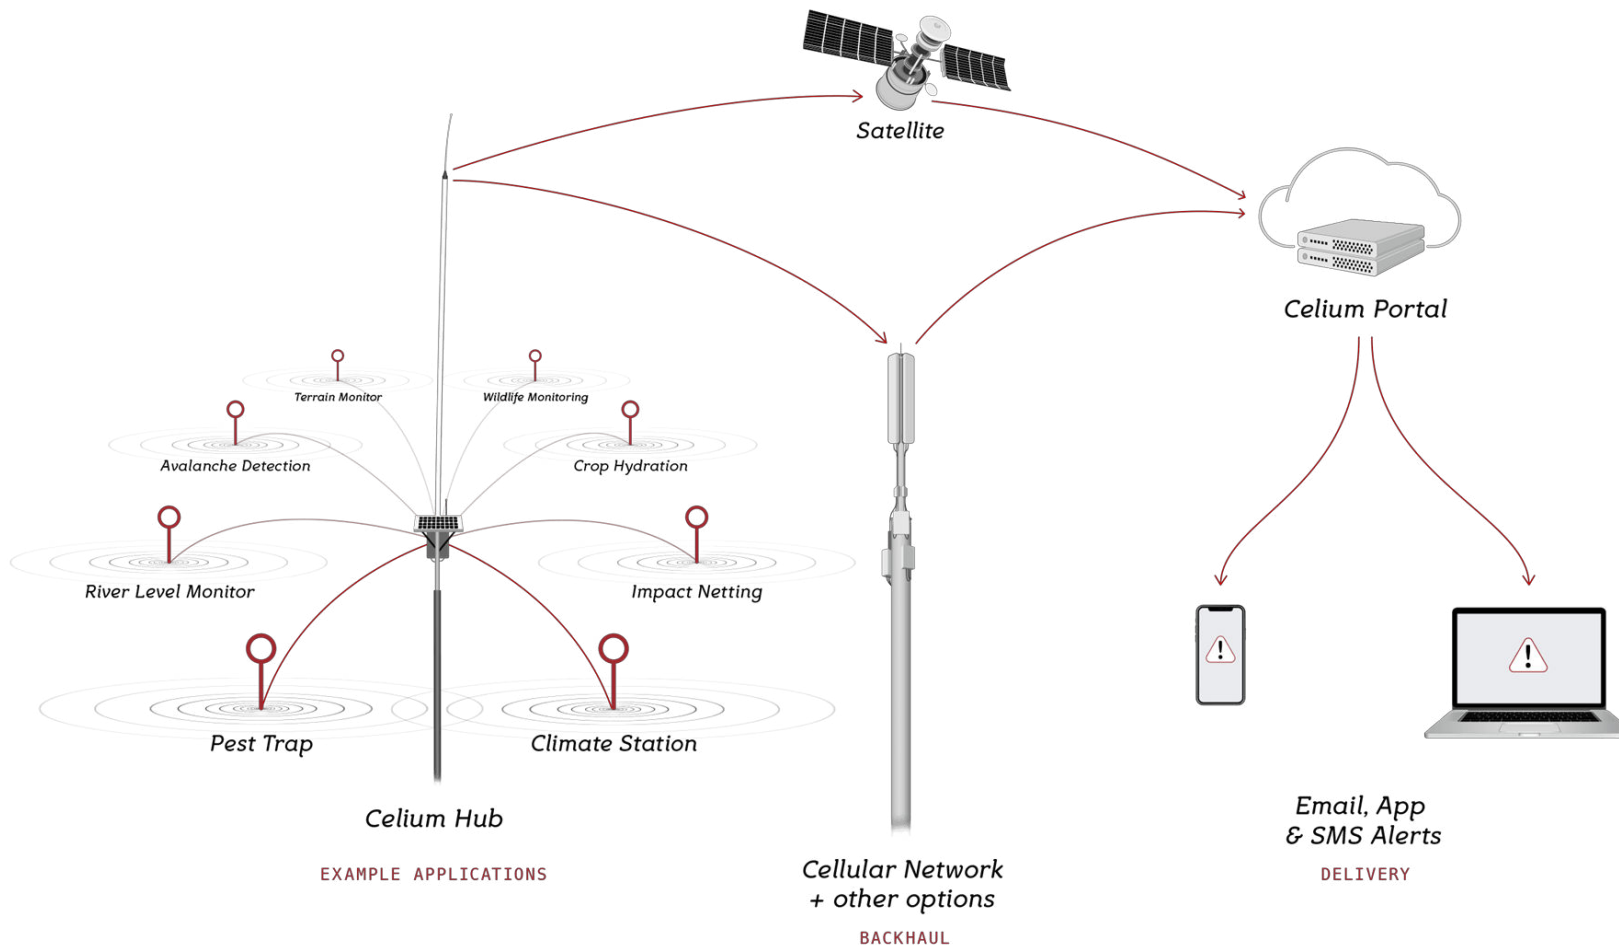 Satellite
Celium Portal
Terrain Monitor
Wildlife Monitoring
Avalanche Detection
Crop Hydration
River Level Monitor
Impact Netting
Pest Trap
Climate Station
Celium Hub
EXAMPLE APPLICATIONS
Cellular Network
+ other options
BACKHAUL
!
!
Email, App
& SMS Alerts
DELIVERY